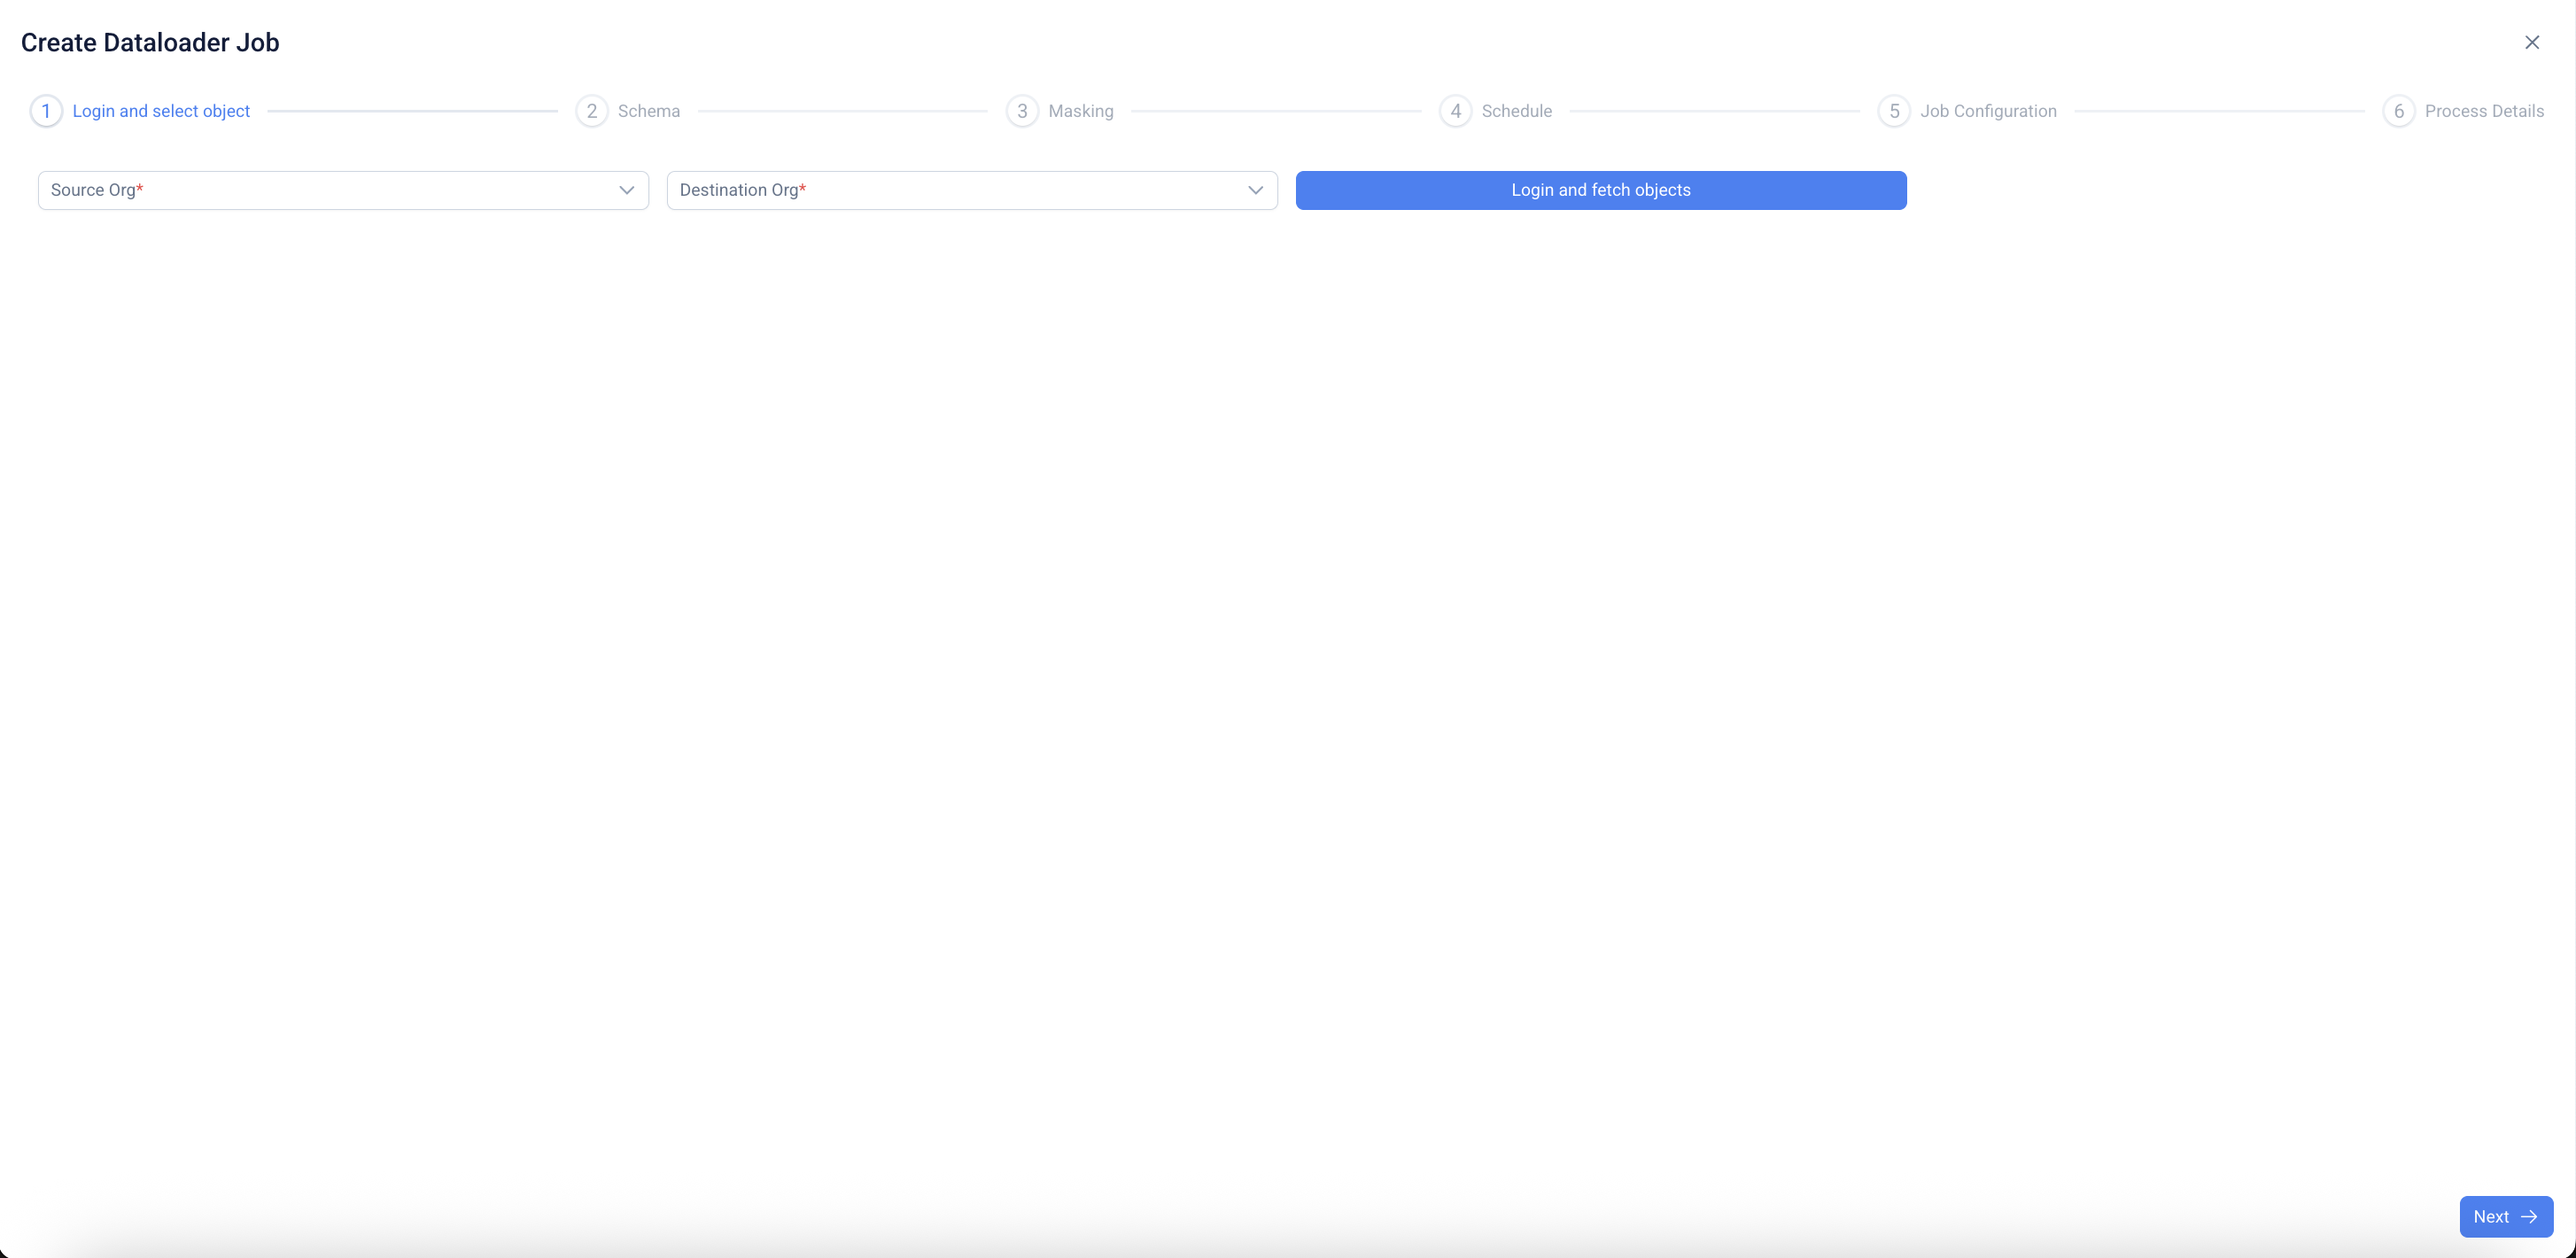 Create Dataloader Job
1 Login and select object 2 Schema 3 Masking 4 Schedule 5 Job Configuration 6 Process Details
Source Org* Destination Org* Login and fetch objects
Next